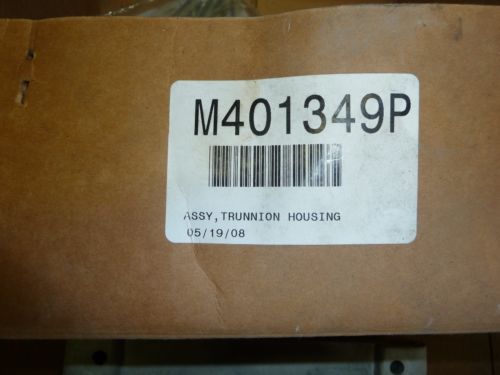 M401349P
ASSY,TRUNNION HOUSING
05/19/08